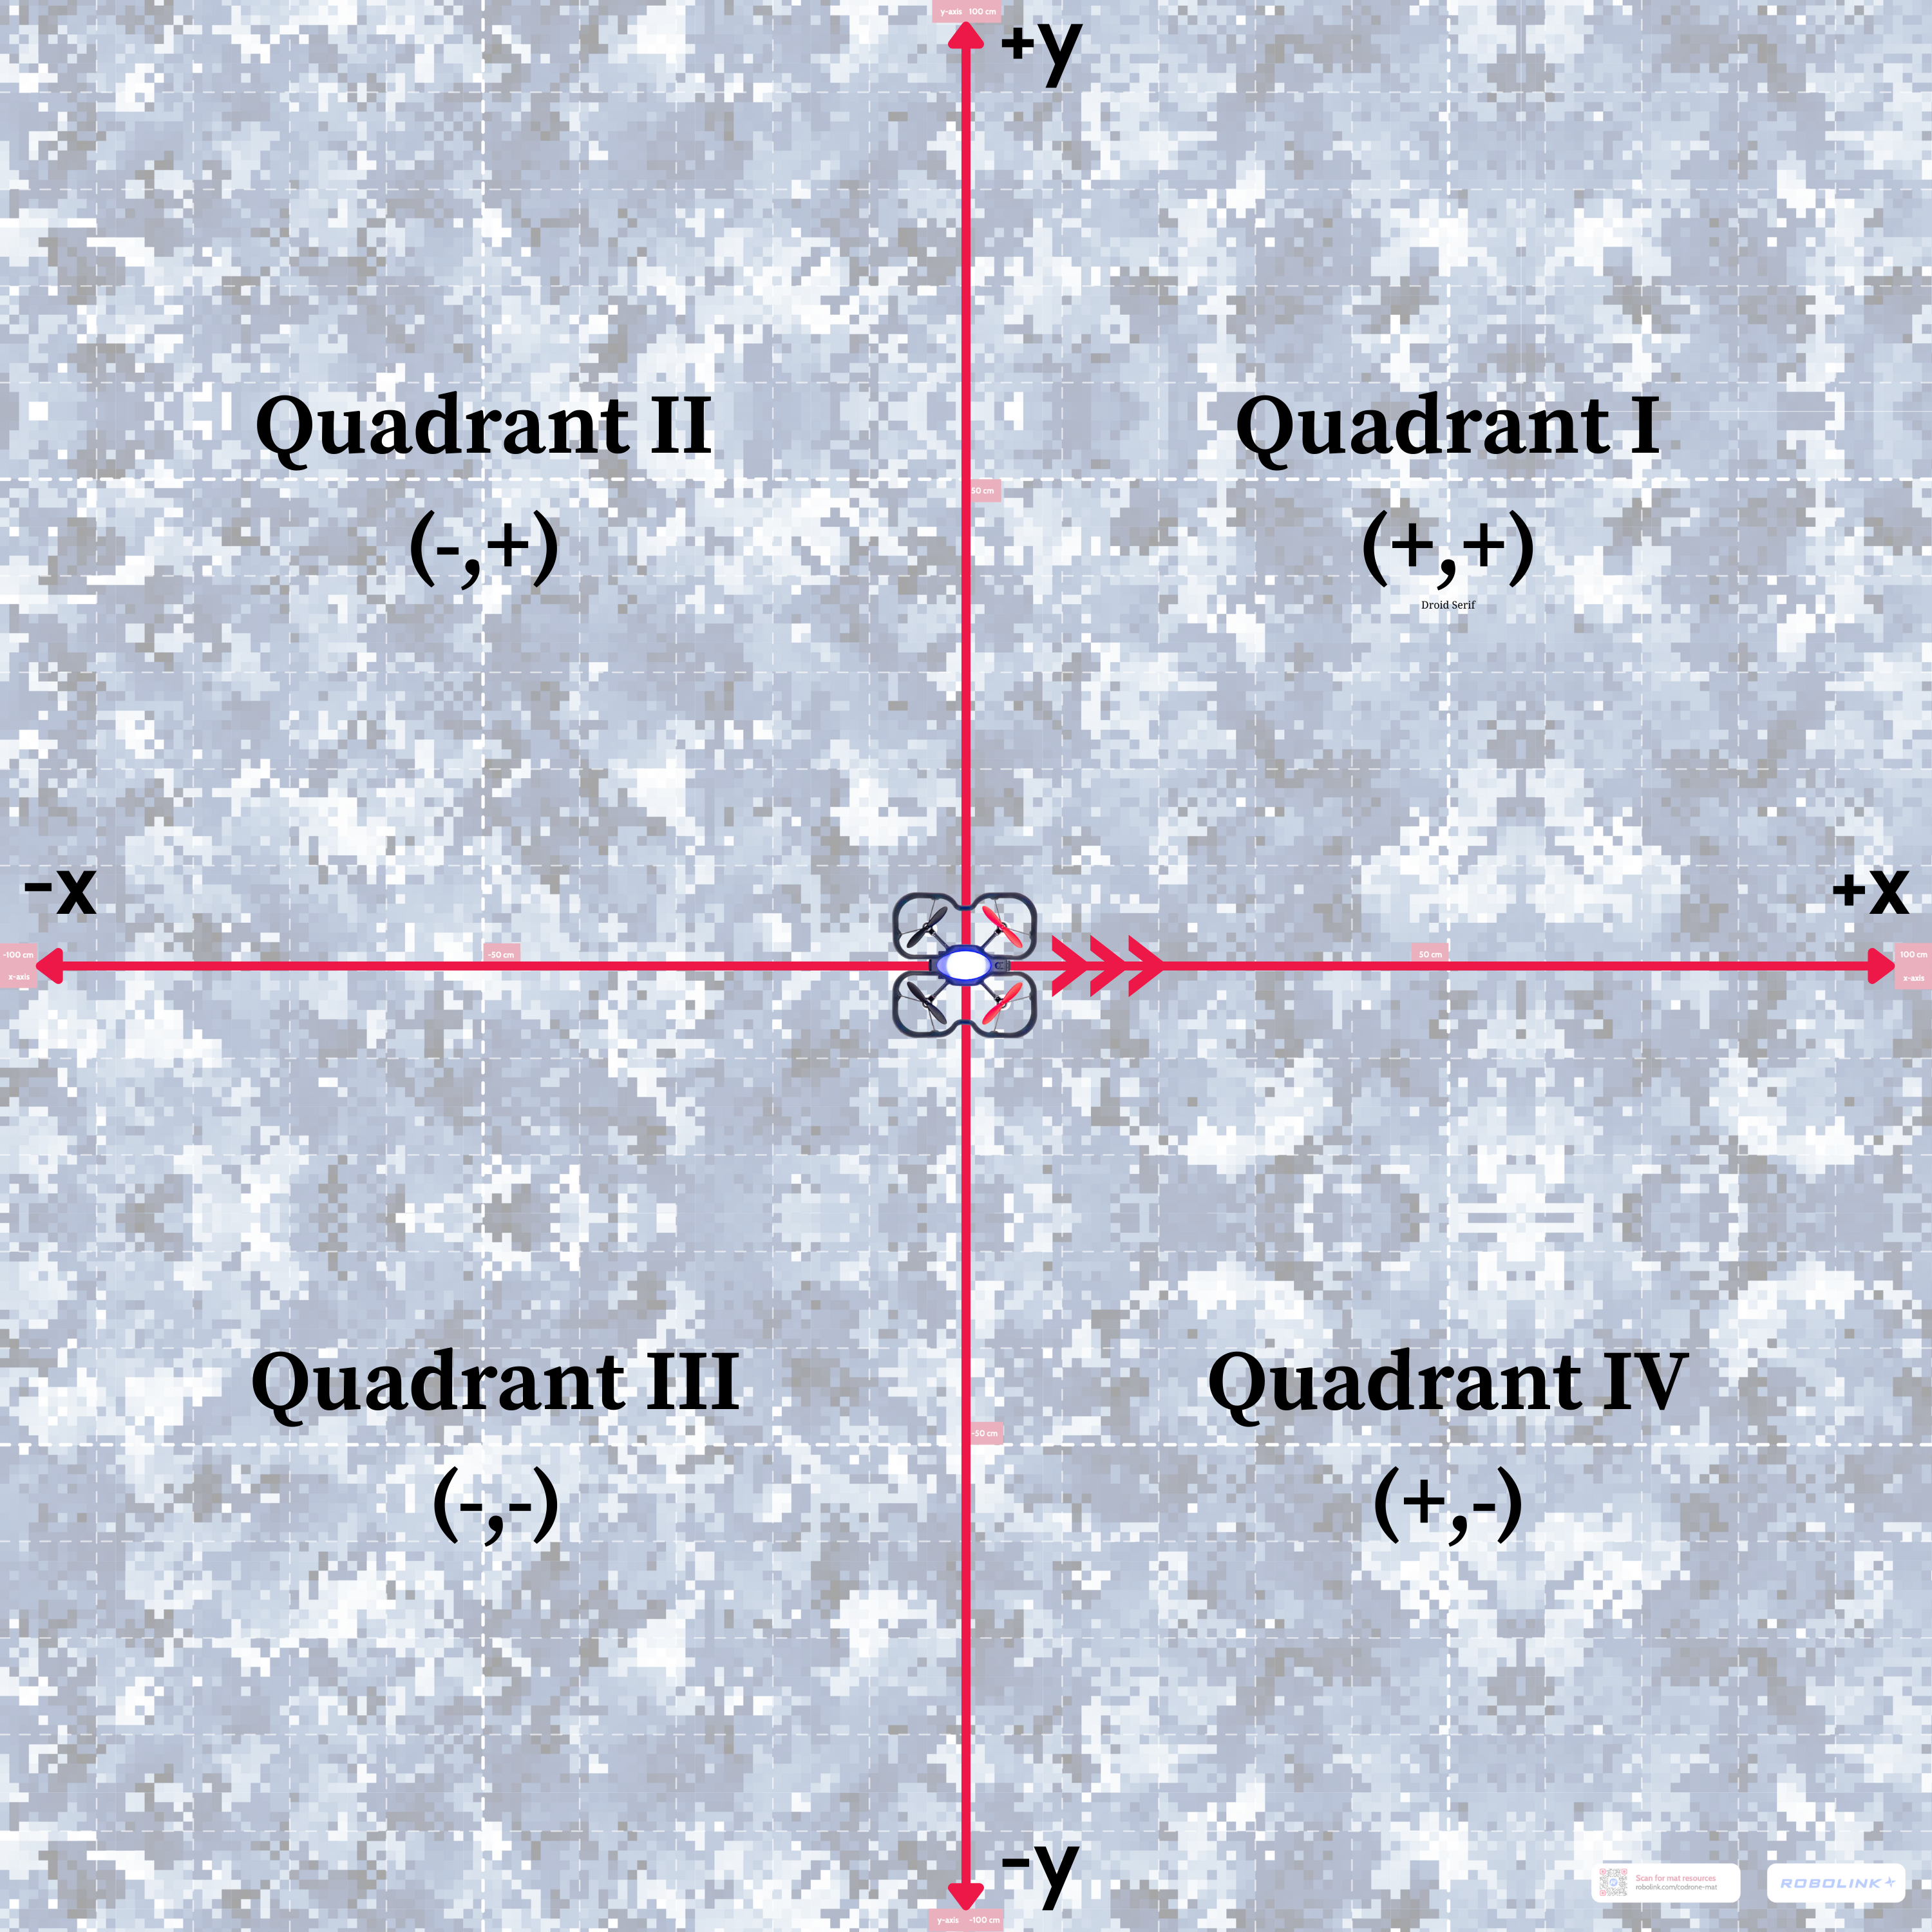 y-axis 100 cm
+y
Quadrant II
Quadrant I
50 cm
(-,+)
(+,+)
Droid Serif
-x
+x
-100 cm
x-axis
-50 cm
50 cm
100 cm
x-axis
Quadrant III
Quadrant IV
-50 cm
(-,-)
(+,-)
-y
Scan for mat resources
robolink.com/codrone-mat
ROBOLINK
y-axis -100 cm